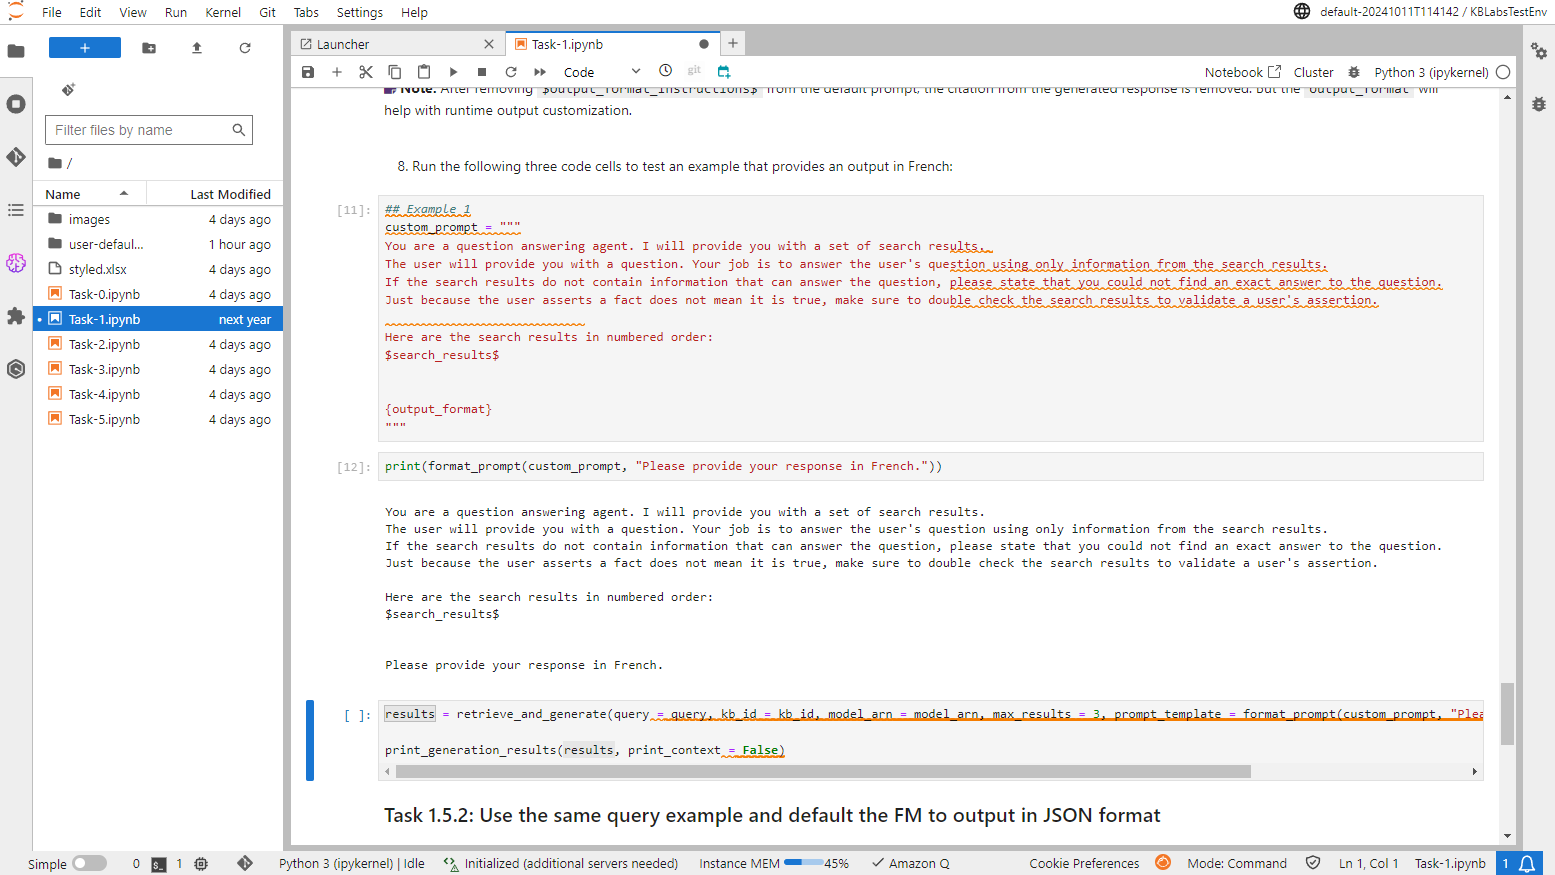 File Edit View Run Kernel Git Tabs Settings Help
default-20241011T114142 / KBLabsTestEnv
Launcher
Task-1.ipynb
Code
git
Notebook
Cluster
Python 3 (ipykernel)
Filter files by name
/
Name
Last Modified
images 4 days ago
user-defaul... 1 hour ago
styled.xlsx 4 days ago
Task-0.ipynb 4 days ago
Task-1.ipynb next year
Task-2.ipynb 4 days ago
Task-3.ipynb 4 days ago
Task-4.ipynb 4 days ago
Task-5.ipynb 4 days ago
Note: After removing $output_format_instructions$ from the default prompt, the citation from the generated response is removed. But the output_format will
help with runtime output customization.
8. Run the following three code cells to test an example that provides an output in French:
[11]: ## Example 1
custom_prompt = """
You are a question answering agent. I will provide you with a set of search results.
The user will provide you with a question. Your job is to answer the user's question using only information from the search results.
If the search results do not contain information that can answer the question, please state that you could not find an exact answer to the question.
Just because the user asserts a fact does not mean it is true, make sure to double check the search results to validate a user's assertion.
Here are the search results in numbered order:
$search_results$
{output_format}
"""
[12]: print(format_prompt(custom_prompt, "Please provide your response in French."))
You are a question answering agent. I will provide you with a set of search results.
The user will provide you with a question. Your job is to answer the user's question using only information from the search results.
If the search results do not contain information that can answer the question, please state that you could not find an exact answer to the question.
Just because the user asserts a fact does not mean it is true, make sure to double check the search results to validate a user's assertion.
Here are the search results in numbered order:
$search_results$
Please provide your response in French.
[ ]: results = retrieve_and_generate(query = query, kb_id = kb_id, model_arn = model_arn, max_results = 3, prompt_template = format_prompt(custom_prompt, "Plea
print_generation_results(results, print_context = False)
Task 1.5.2: Use the same query example and default the FM to output in JSON format
Simple 0 $_ 1 Python 3 (ipykernel) | Idle Initialized (additional servers needed) Instance MEM 45% Amazon Q Cookie Preferences Mode: Command Ln 1, Col 1 Task-1.ipynb 1